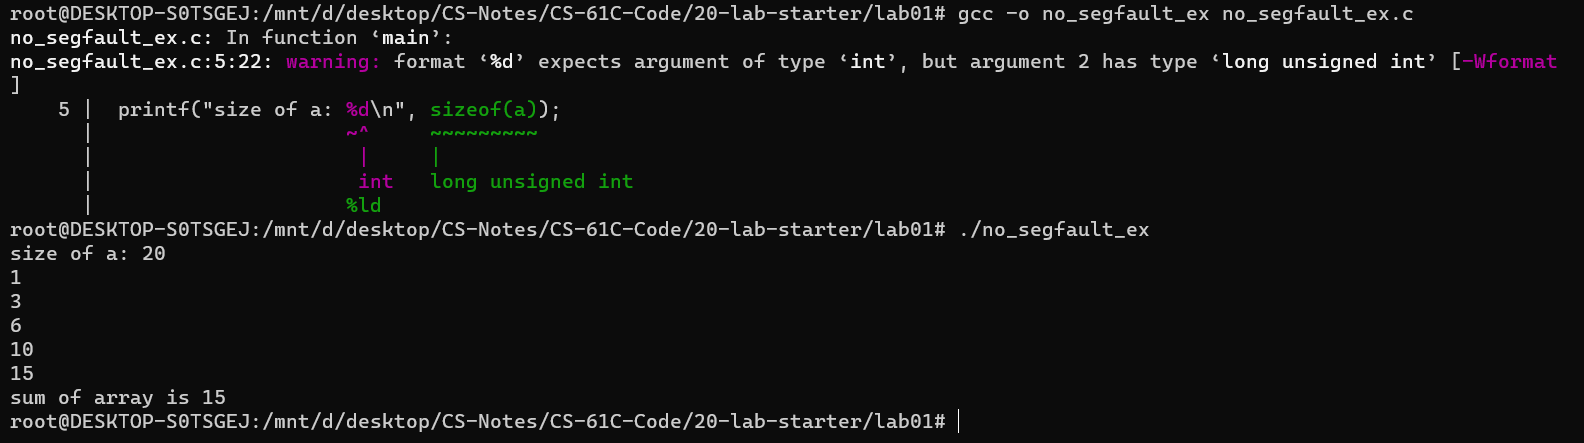 root@DESKTOP-S0TSGEJ:/mnt/d/desktop/CS-Notes/CS-61C-Code/20-lab-starter/lab01# gcc -o no_segfault_ex no_segfault_ex.c
no_segfault_ex.c: In function ‘main’:
no_segfault_ex.c:5:22: warning: format ‘%d’ expects argument of type ‘int’, but argument 2 has type ‘long unsigned int’ [-Wformat
]
    5 |  printf("size of a: %d\n", sizeof(a));
      |                     ~^     ~~~~~~~~~
      |                      |     |
      |                      int   long unsigned int
      |                     %ld
root@DESKTOP-S0TSGEJ:/mnt/d/desktop/CS-Notes/CS-61C-Code/20-lab-starter/lab01# ./no_segfault_ex
size of a: 20
1
3
6
10
15
sum of array is 15
root@DESKTOP-S0TSGEJ:/mnt/d/desktop/CS-Notes/CS-61C-Code/20-lab-starter/lab01#